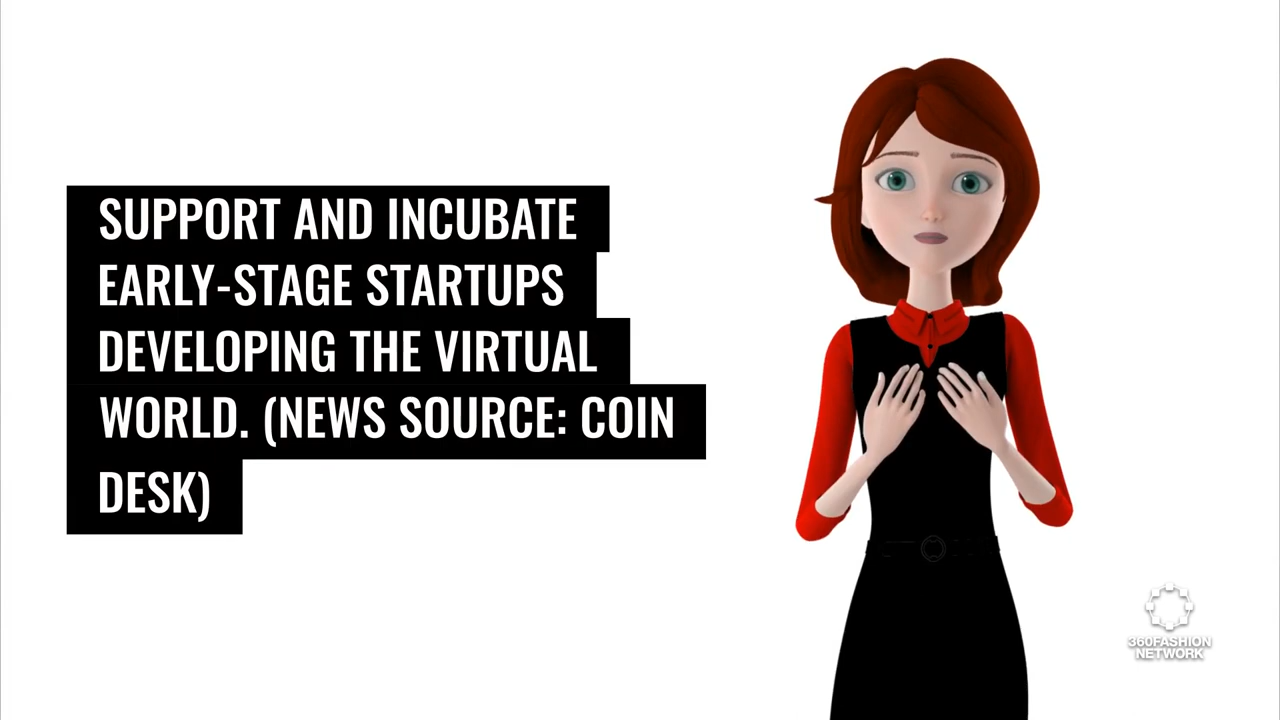 SUPPORT AND INCUBATE
EARLY-STAGE STARTUPS
DEVELOPING THE VIRTUAL
WORLD. (NEWS SOURCE: COIN
DESK)
360FASHION
NETWORK